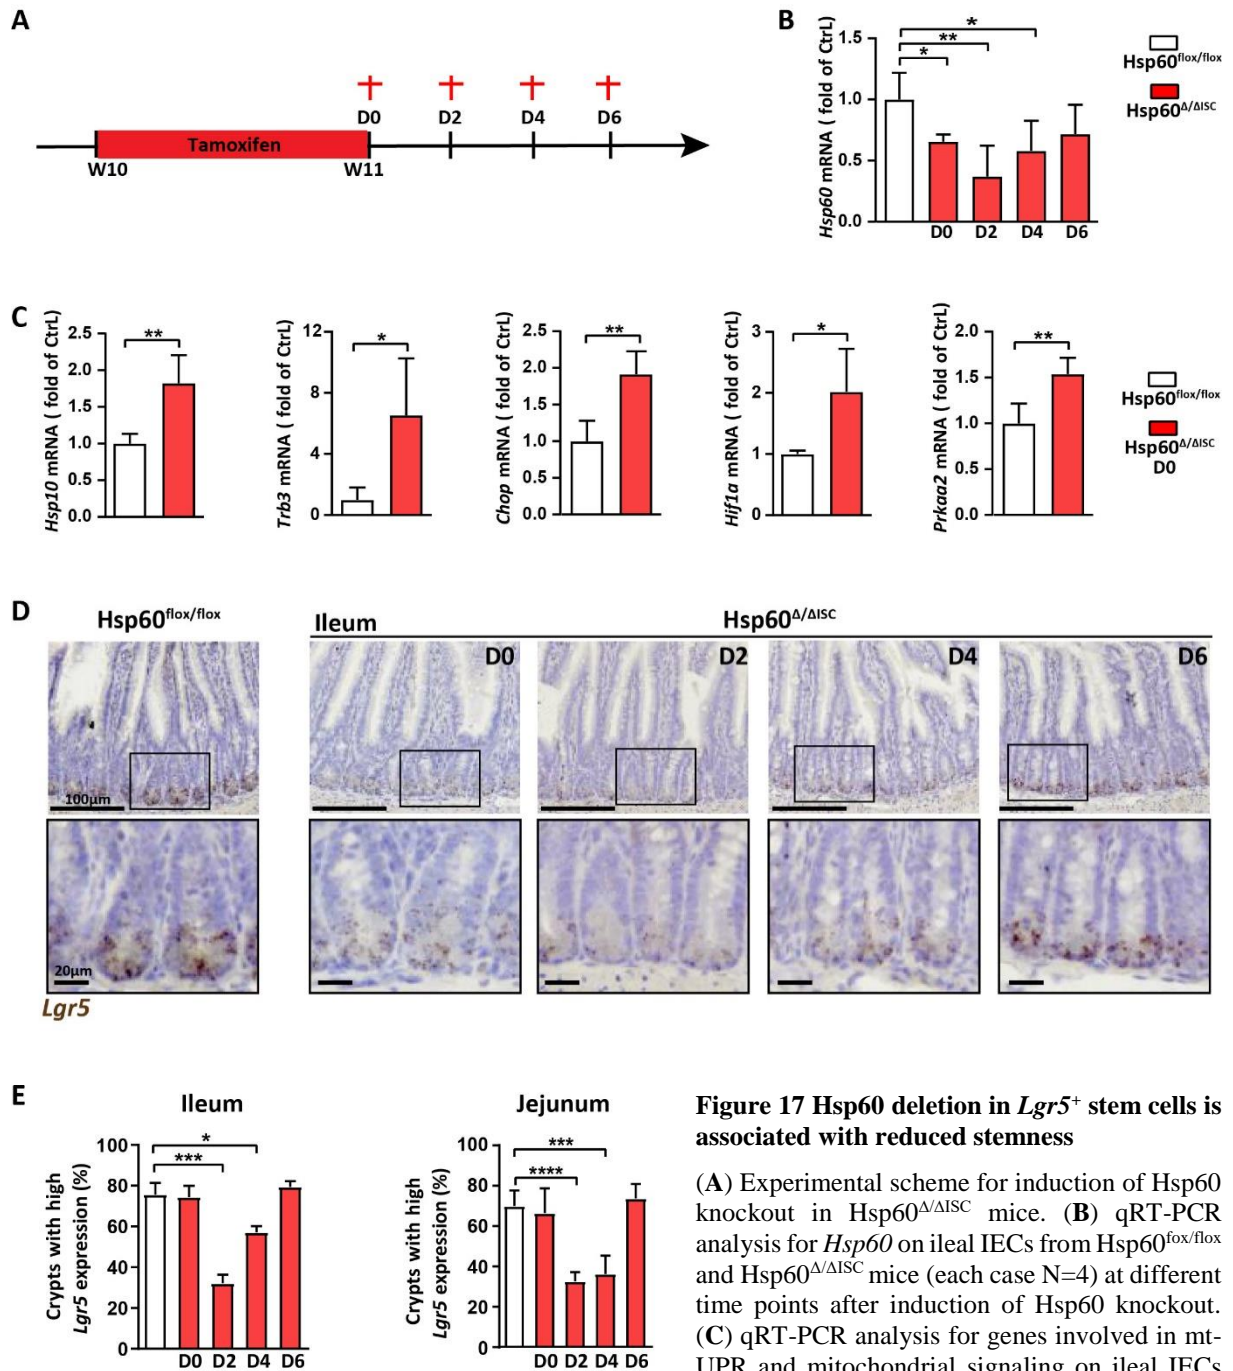 A
D0 D2 D4 D6
Tamoxifen
W10 W11
B
Hsp60 mRNA ( fold of CtrL)
1.5
1.0
0.5
0.0
*
**
*
D0 D2 D4 D6
Hsp60flox/flox
Hsp60Δ/ΔISC
C
Hsp10 mRNA ( fold of CtrL)
2.5
2.0
1.5
1.0
0.5
0.0
**
Trb3 mRNA ( fold of CtrL)
12
8
4
0
*
Chop mRNA ( fold of CtrL)
2.5
2.0
1.5
1.0
0.5
0.0
**
Hif1a mRNA ( fold of CtrL)
3
2
1
0
*
Prkaa2 mRNA ( fold of CtrL)
2.0
1.5
1.0
0.5
0.0
**
Hsp60flox/flox
Hsp60Δ/ΔISC
D0
D
Hsp60flox/flox
Ileum Hsp60Δ/ΔISC
D0 D2 D4 D6
100µm
20µm
Lgr5
E
Ileum
Crypts with high
Lgr5 expression (%)
100
80
60
40
20
0
*
***
D0 D2 D4 D6
Jejunum
Crypts with high
Lgr5 expression (%)
100
80
60
40
20
0
***
****
D0 D2 D4 D6
Figure 17 Hsp60 deletion in Lgr5+ stem cells is
associated with reduced stemness
(A) Experimental scheme for induction of Hsp60
knockout in Hsp60Δ/ΔISC mice. (B) qRT-PCR
analysis for Hsp60 on ileal IECs from Hsp60fox/flox
and Hsp60Δ/ΔISC mice (each case N=4) at different
time points after induction of Hsp60 knockout.
(C) qRT-PCR analysis for genes involved in mt-
UPR and mitochondrial signaling on ileal IECs